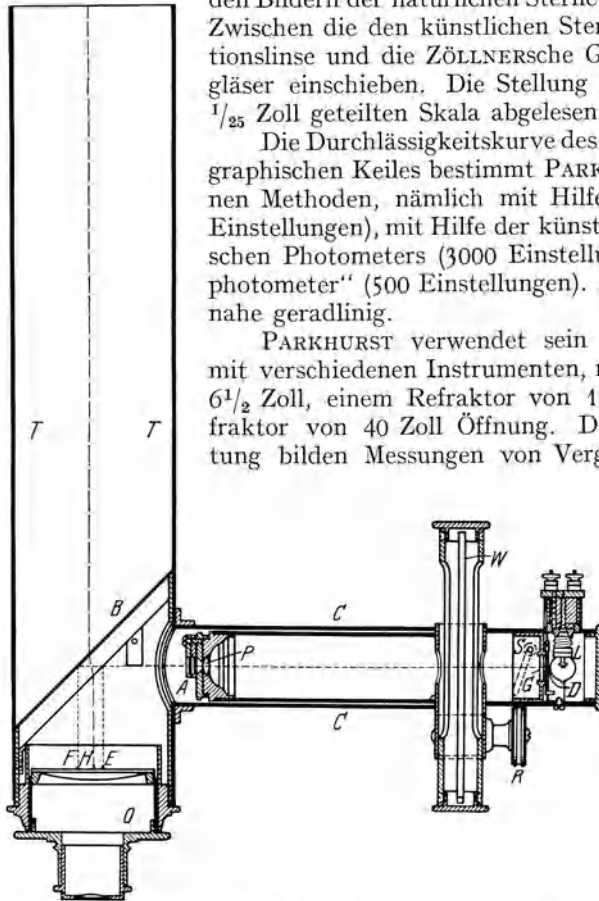 den Bildern der natürlichen Sterne
Zwischen die den künstlichen Ster
tionslinse und die ZÖLLNERsche G
gläser einschieben. Die Stellung
1/25 Zoll geteilten Skala abgelesen
Die Durchlässigkeitskurve des
graphischen Keiles bestimmt PARK
nen Methoden, nämlich mit Hilfe
Einstellungen), mit Hilfe der künst
schen Photometers (3000 Einstellu
photometer“ (500 Einstellungen).
nahe geradlinig.
PARKHURST verwendet sein
mit verschiedenen Instrumenten,
6 1/2 Zoll, einem Refraktor von 1
fraktor von 40 Zoll Öffnung. D
tung bilden Messungen von Verg
T T
B
W
C
P
S L
A
G D
C
F H E
R
O